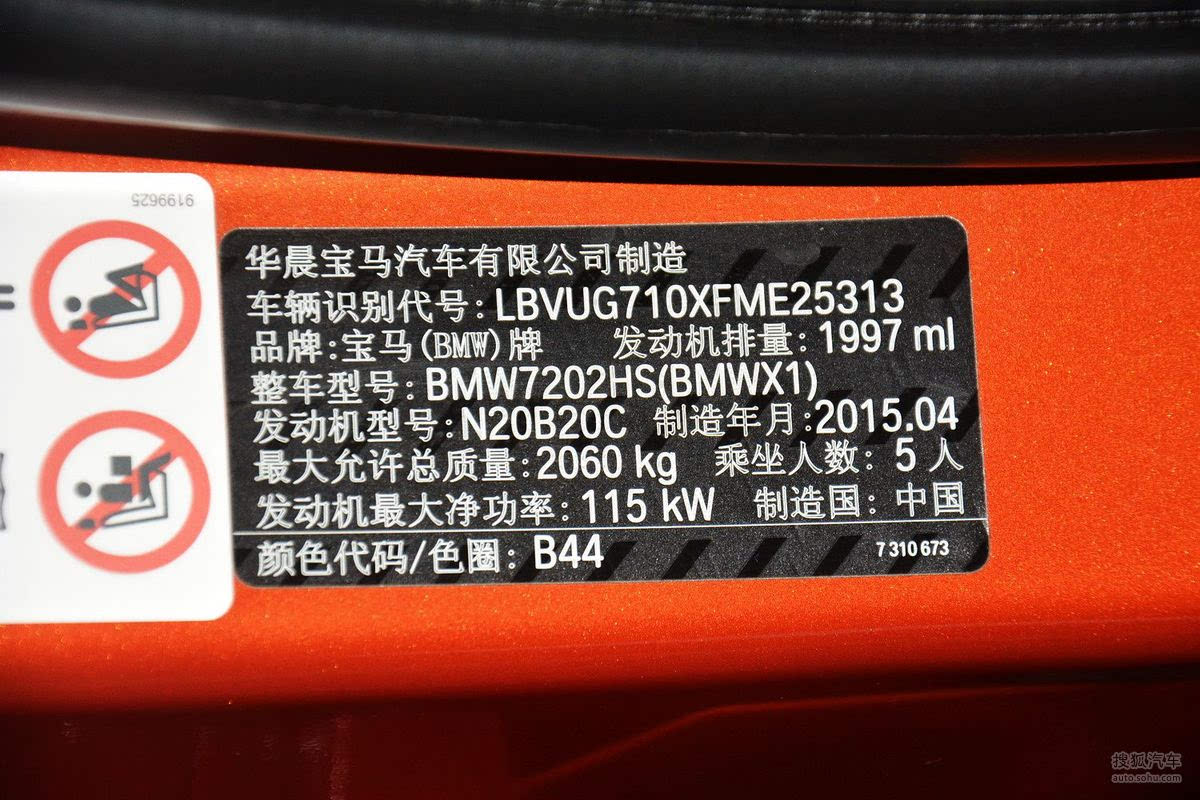 9199625
华晨宝马汽车有限公司制造
车辆识别代号:LBVUG710XFME25313
品牌:宝马(BMW)牌 发动机排量:1997 ml
整车型号:BMW7202HS(BMWX1)
发动机型号:N20B20C 制造年月:2015.04
最大允许总质量:2060 kg 乘坐人数:5人
发动机最大净功率:115 kW 制造国:中国
颜色代码/色圈:B44 7 310 673
搜狐汽车
auto.sohu.com